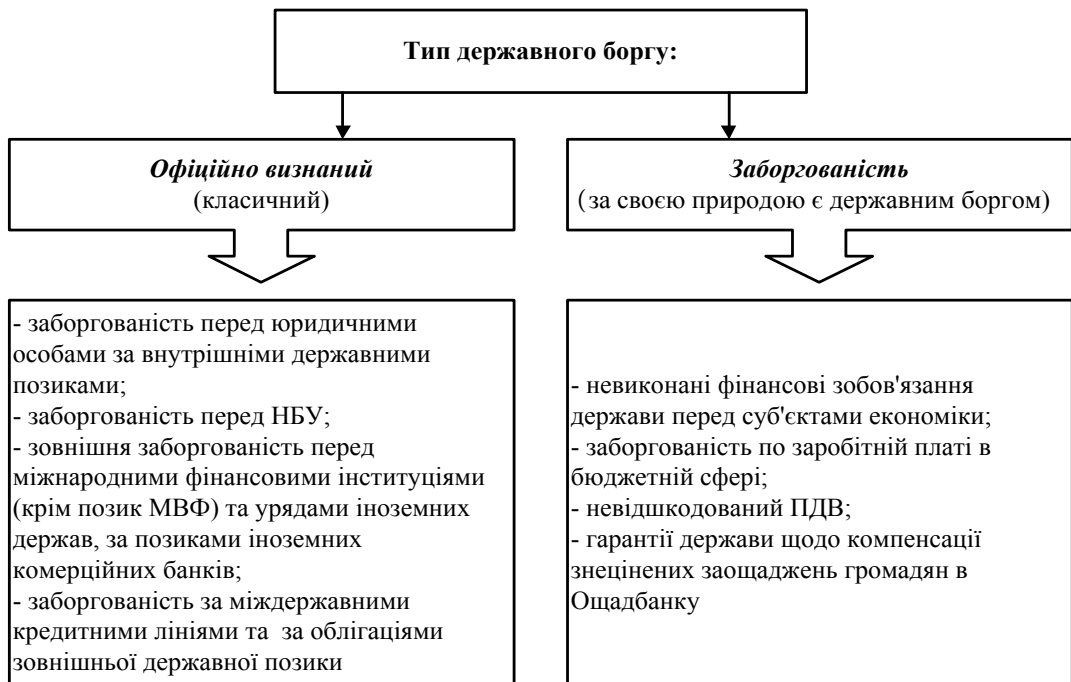 Тип державного боргу:
Офіційно визнаний
(класичний)
Заборгованість
(за своєю природою є державним боргом)
- заборгованість перед юридичними
особами за внутрішніми державними
позиками;
- заборгованість перед НБУ;
- зовнішня заборгованість перед
міжнародними фінансовими інституціями
(крім позик МВФ) та урядами іноземних
держав, за позиками іноземних
комерційних банків;
- заборгованість за міждержавними
кредитними лініями та за облігаціями
зовнішньої державної позики
- невиконані фінансові зобов'язання
держави перед суб'єктами економіки;
- заборгованість по заробітній платі в
бюджетній сфері;
- невідшкодований ПДВ;
- гарантії держави щодо компенсації
знецінених заощаджень громадян в
Ощадбанку